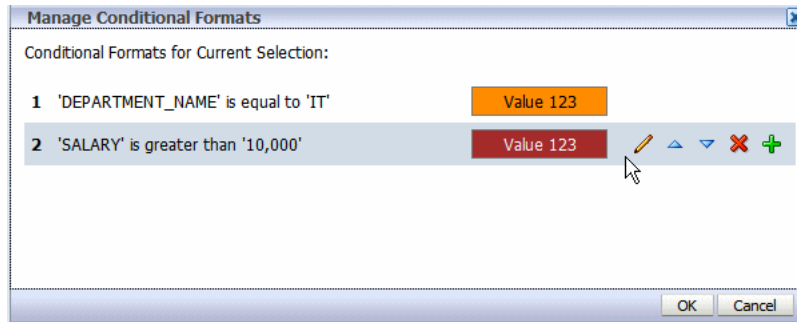 Manage Conditional Formats
Conditional Formats for Current Selection:
1 'DEPARTMENT_NAME' is equal to 'IT' Value 123
2 'SALARY' is greater than '10,000' Value 123
OK Cancel